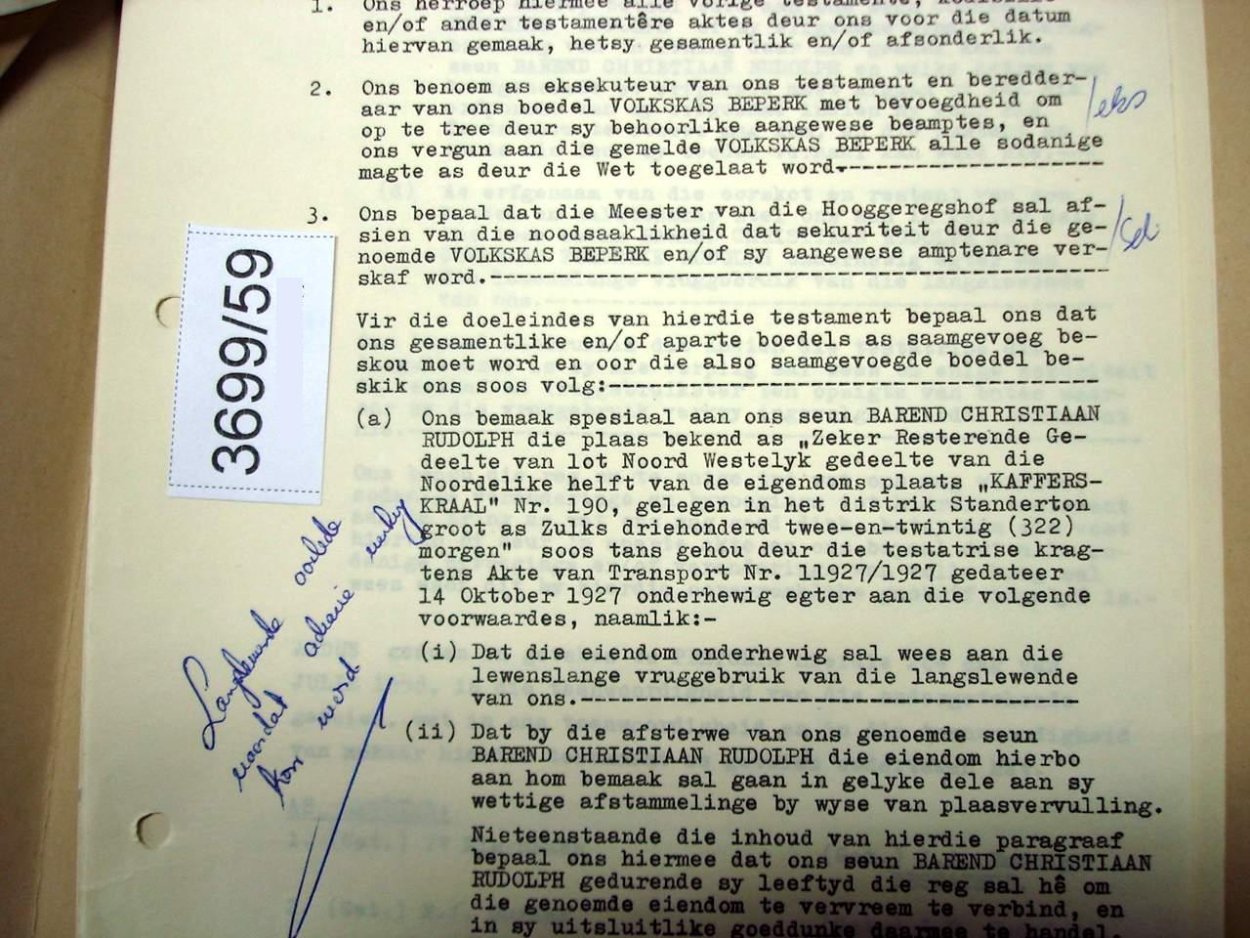 1. Ons herroep hiermee alle vorige testamente,
en/of ander testamentêre aktes deur ons voor die datum
hiervan gemaak, hetsy gesamentlik en/of afsonderlik.
2. Ons benoem as eksekuteur van ons testament en beredder-
aar van ons boedel VOLKSKAS BEPERK met bevoegdheid om
op te tree deur sy behoorlike aangewese beamptes, en
ons vergun aan die gemelde VOLKSKAS BEPERK alle sodanige
magte as deur die Wet toegelaat word.-----------------
/eks
3. Ons bepaal dat die Meester van die Hooggeregshof sal af-
sien van die noodsaaklikheid dat sekuriteit deur die ge-
noemde VOLKSKAS BEPERK en/of sy aangewese amptenare ver-
skaf word.-----------------------------------------
3699/59
Vir die doeleindes van hierdie testament bepaal ons dat
ons gesamentlike en/of aparte boedels as saamgevoeg be-
skou moet word en oor die also saamgevoegde boedel be-
skik ons soos volg:---------------------------------
(a) Ons bemaak spesiaal aan ons seun BAREND CHRISTIAAN
RUDOLPH die plaas bekend as „Zeker Resterende Ge-
deelte van lot Noord Westelyk gedeelte van die
Noordelike helft van de eigendoms plaats „KAFFERS-
KRAAL" Nr. 190, gelegen in het distrik Standerton
groot as Zulks driehonderd twee-en-twintig (322)
morgen" soos tans gehou deur die testatrise krag-
tens Akte van Transport Nr. 11927/1927 gedateer
14 Oktober 1927 onderhewig egter aan die volgende
voorwaardes, naamlik:-
Langslewende oorlede
voordat
kon word
(i) Dat die eiendom onderhewig sal wees aan die
lewenslange vruggebruik van die langslewende
van ons.----------------------------------
(ii) Dat by die afsterwe van ons genoemde seun
BAREND CHRISTIAAN RUDOLPH die eiendom hierbo
aan hom bemaak sal gaan in gelyke dele aan sy
wettige afstammelinge by wyse van plaasvervulling.
Nieteenstaande die inhoud van hierdie paragraaf
bepaal ons hiermee dat ons seun BAREND CHRISTIAAN
RUDOLPH gedurende sy leeftyd die reg sal hê om
die genoemde eiendom te vervreem te verbind, en
in sy uitsluitlike goeddunke daarmee te handel.